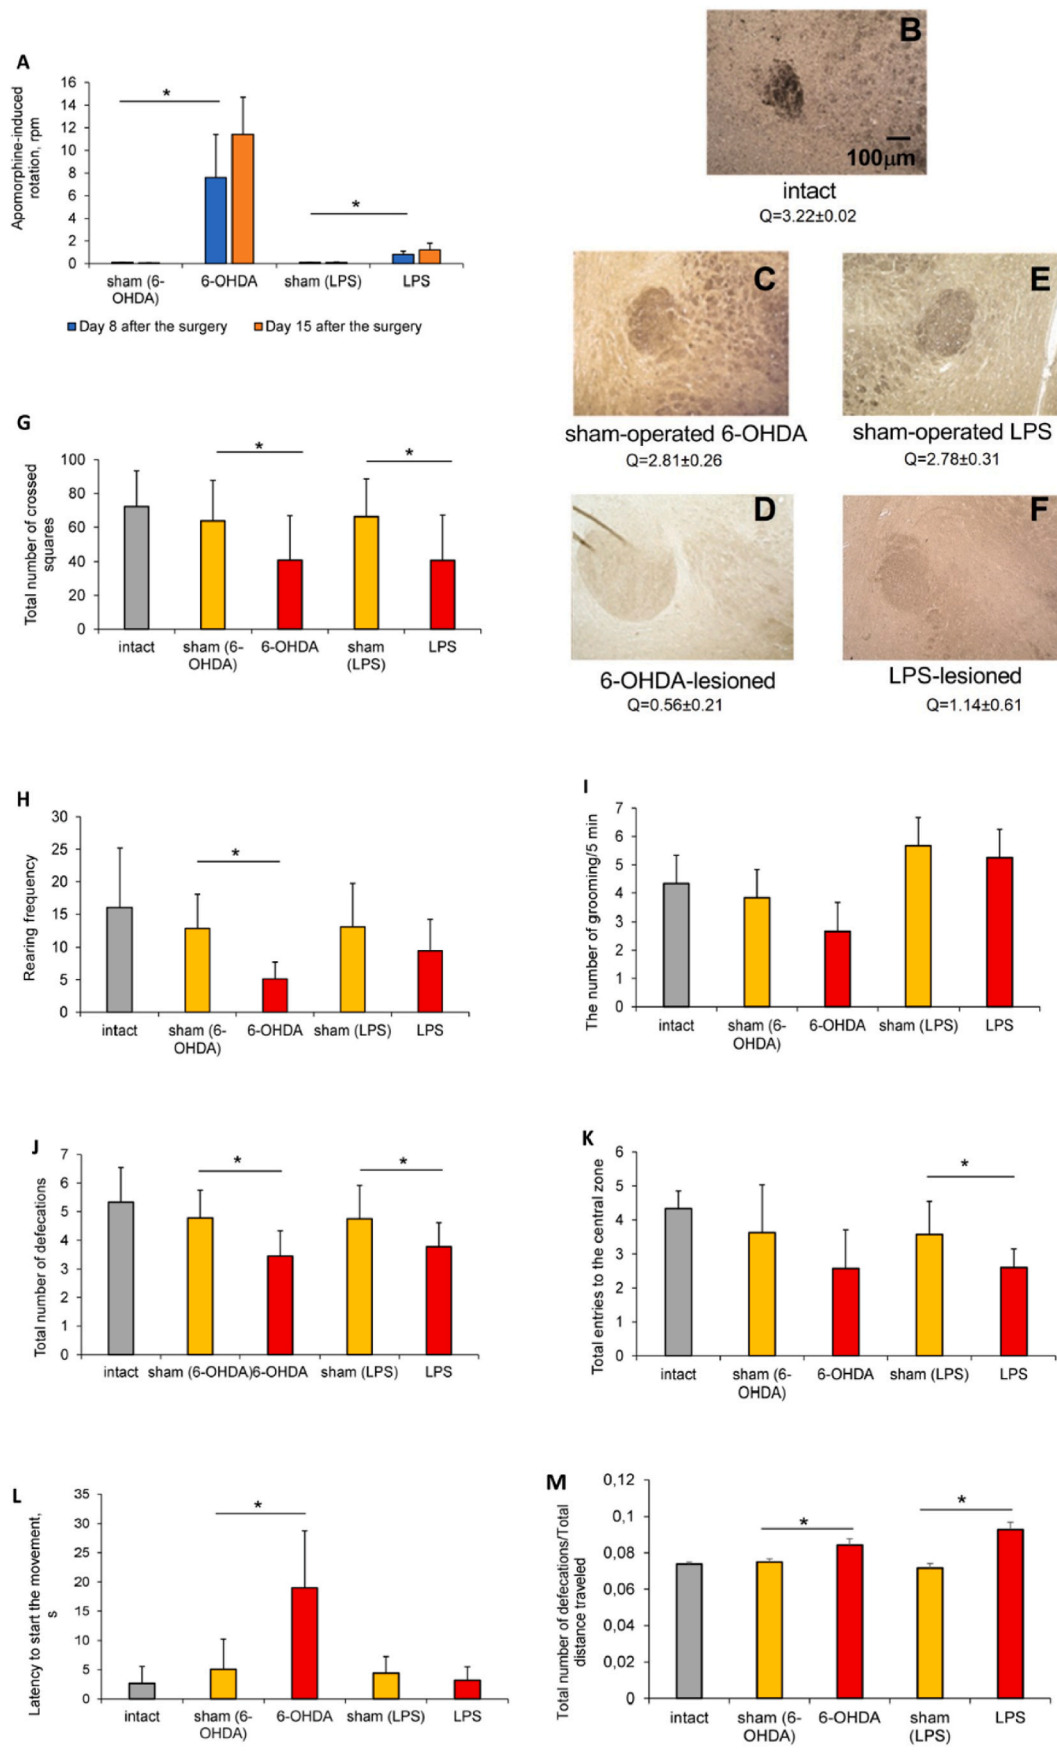 A
Apomorphine-induced
rotation, rpm
16
14
12
10
8
6
4
2
0
*
*
sham (6-
OHDA)
6-OHDA
sham (LPS)
LPS
Day 8 after the surgery
Day 15 after the surgery
B
100µm
intact
Q=3.22±0.02
C
sham-operated 6-OHDA
Q=2.81±0.26
E
sham-operated LPS
Q=2.78±0.31
D
6-OHDA-lesioned
Q=0.56±0.21
F
LPS-lesioned
Q=1.14±0.61
G
Total number of crossed
squares
100
80
60
40
20
0
*
*
intact
sham (6-
OHDA)
6-OHDA
sham
(LPS)
LPS
H
Rearing frequency
30
25
20
15
10
5
0
*
intact
sham (6-
OHDA)
6-OHDA
sham (LPS)
LPS
I
The number of grooming/5 min
7
6
5
4
3
2
1
0
intact
sham (6-
OHDA)
6-OHDA
sham (LPS)
LPS
J
Total number of defecations
7
6
5
4
3
2
1
0
*
*
intact
sham (6-OHDA)
6-OHDA
sham (LPS)
LPS
K
Total entries to the central zone
6
5
4
3
2
1
0
*
intact
sham (6-
OHDA)
6-OHDA
sham (LPS)
LPS
L
Latency to start the movement,
s
35
30
25
20
15
10
5
0
*
intact
sham (6-
OHDA)
6-OHDA
sham (LPS)
LPS
M
Total number of defecations/Total
distance traveled
0,12
0,1
0,08
0,06
0,04
0,02
0
*
*
intact
sham (6-
OHDA)
6-OHDA
sham
(LPS)
LPS